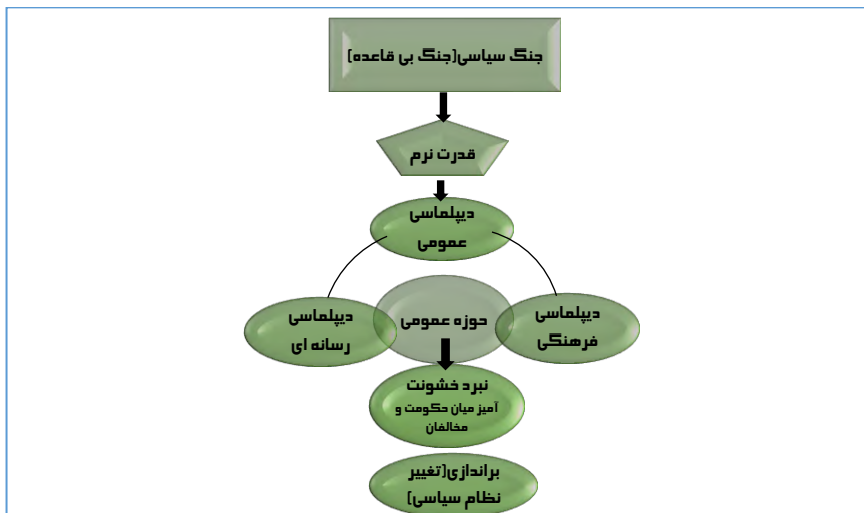 جنگ سیاسی(جنگ بی قاعده)
قدرت نرم
دیپلماسی
عمومی
دیپلماسی
رسانه ای
حوزه عمومی
دیپلماسی
فرهنگی
نبرد خشونت
آمیز میان حکومت و
مخالفان
براندازی(تغییر
نظام سیاسی)